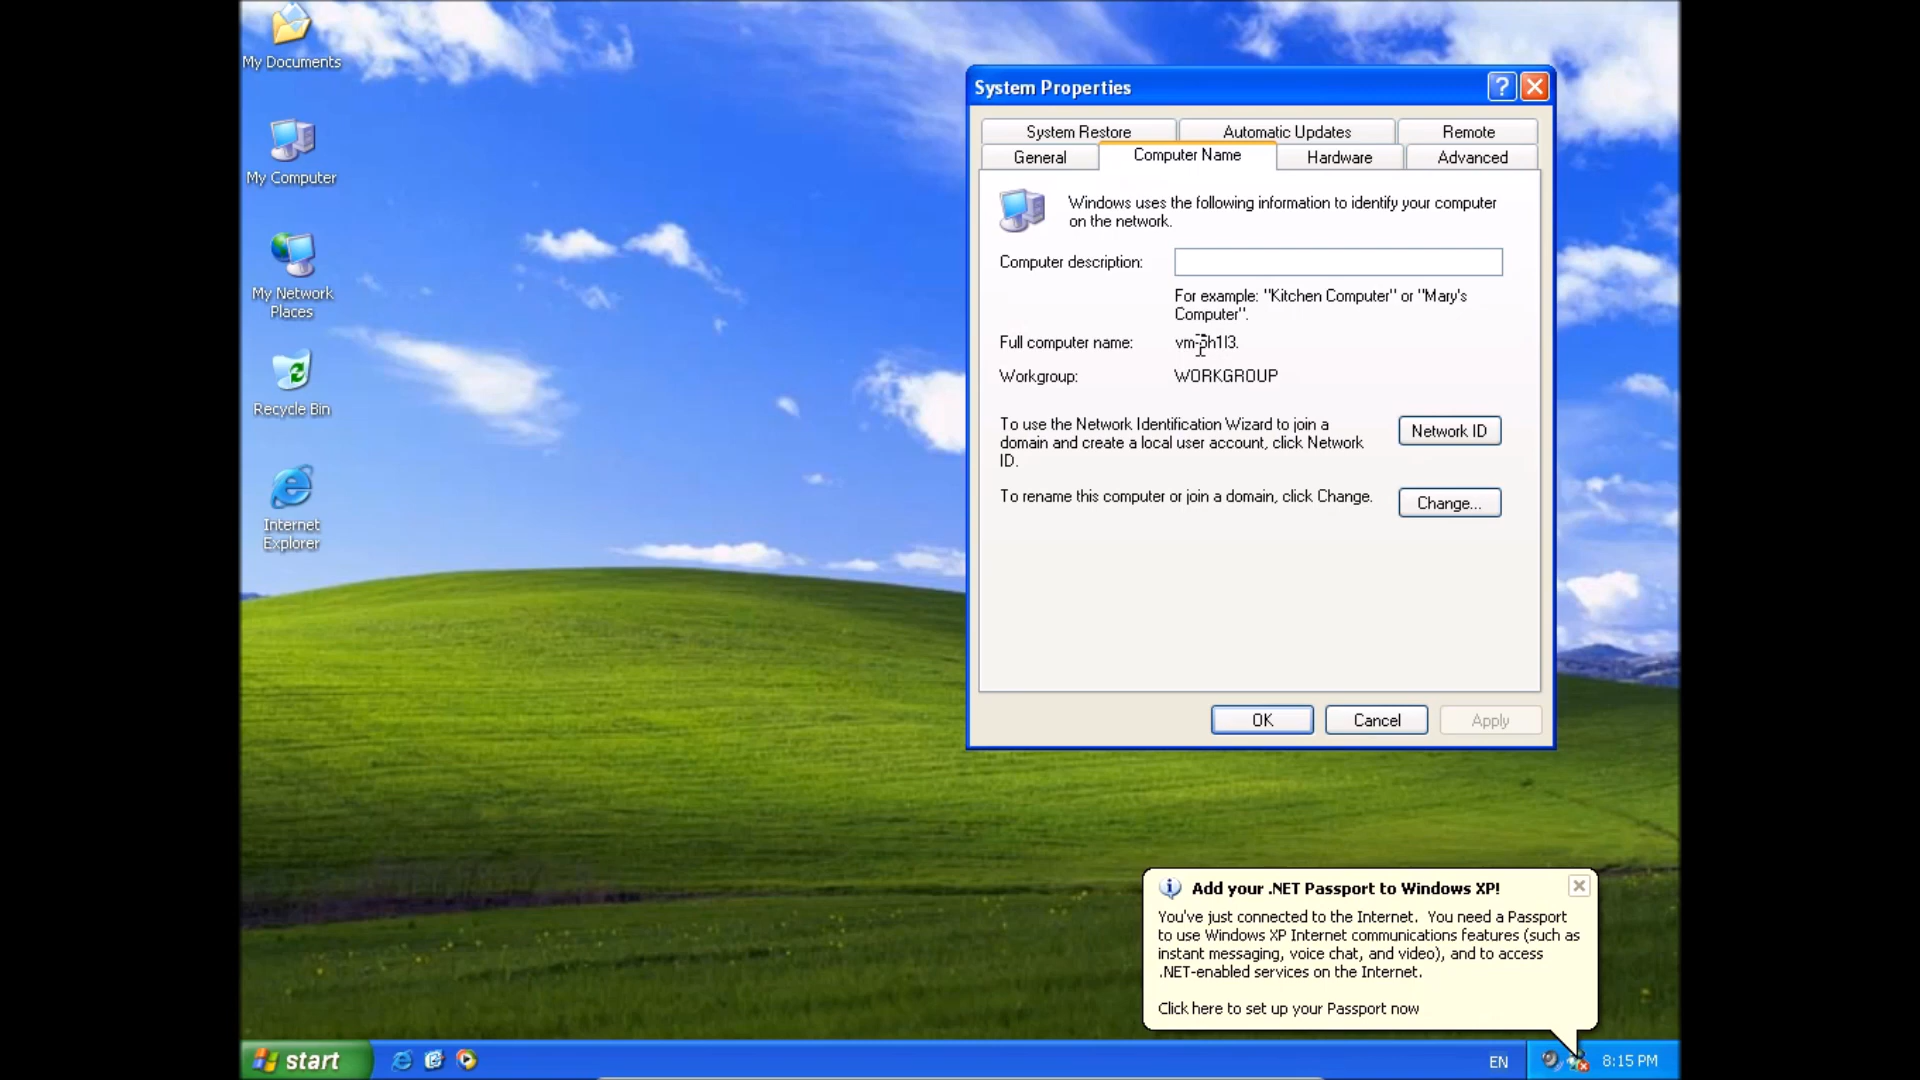 My Documents
My Computer
My Network
Places
Recycle Bin
Internet
Explorer
System Properties
System Restore
Automatic Updates
Remote
General
Computer Name
Hardware
Advanced
Windows uses the following information to identify your computer
on the network.
Computer description:
For example: "Kitchen Computer" or "Mary's
Computer".
Full computer name:
Workgroup:
WORKGROUP
To use the Network Identification Wizard to join a
domain and create a local user account, click Network
ID.
Network ID
To rename this computer or join a domain, click Change.
Change...
OK
Cancel
Apply
Add your .NET Passport to Windows XP!
You've just connected to the Internet. You need a Passport
to use Windows XP Internet communications features (such as
instant messaging, voice chat, and video), and to access
.NET-enabled services on the Internet.
Click here to set up your Passport now
start
EN
8:15 PM